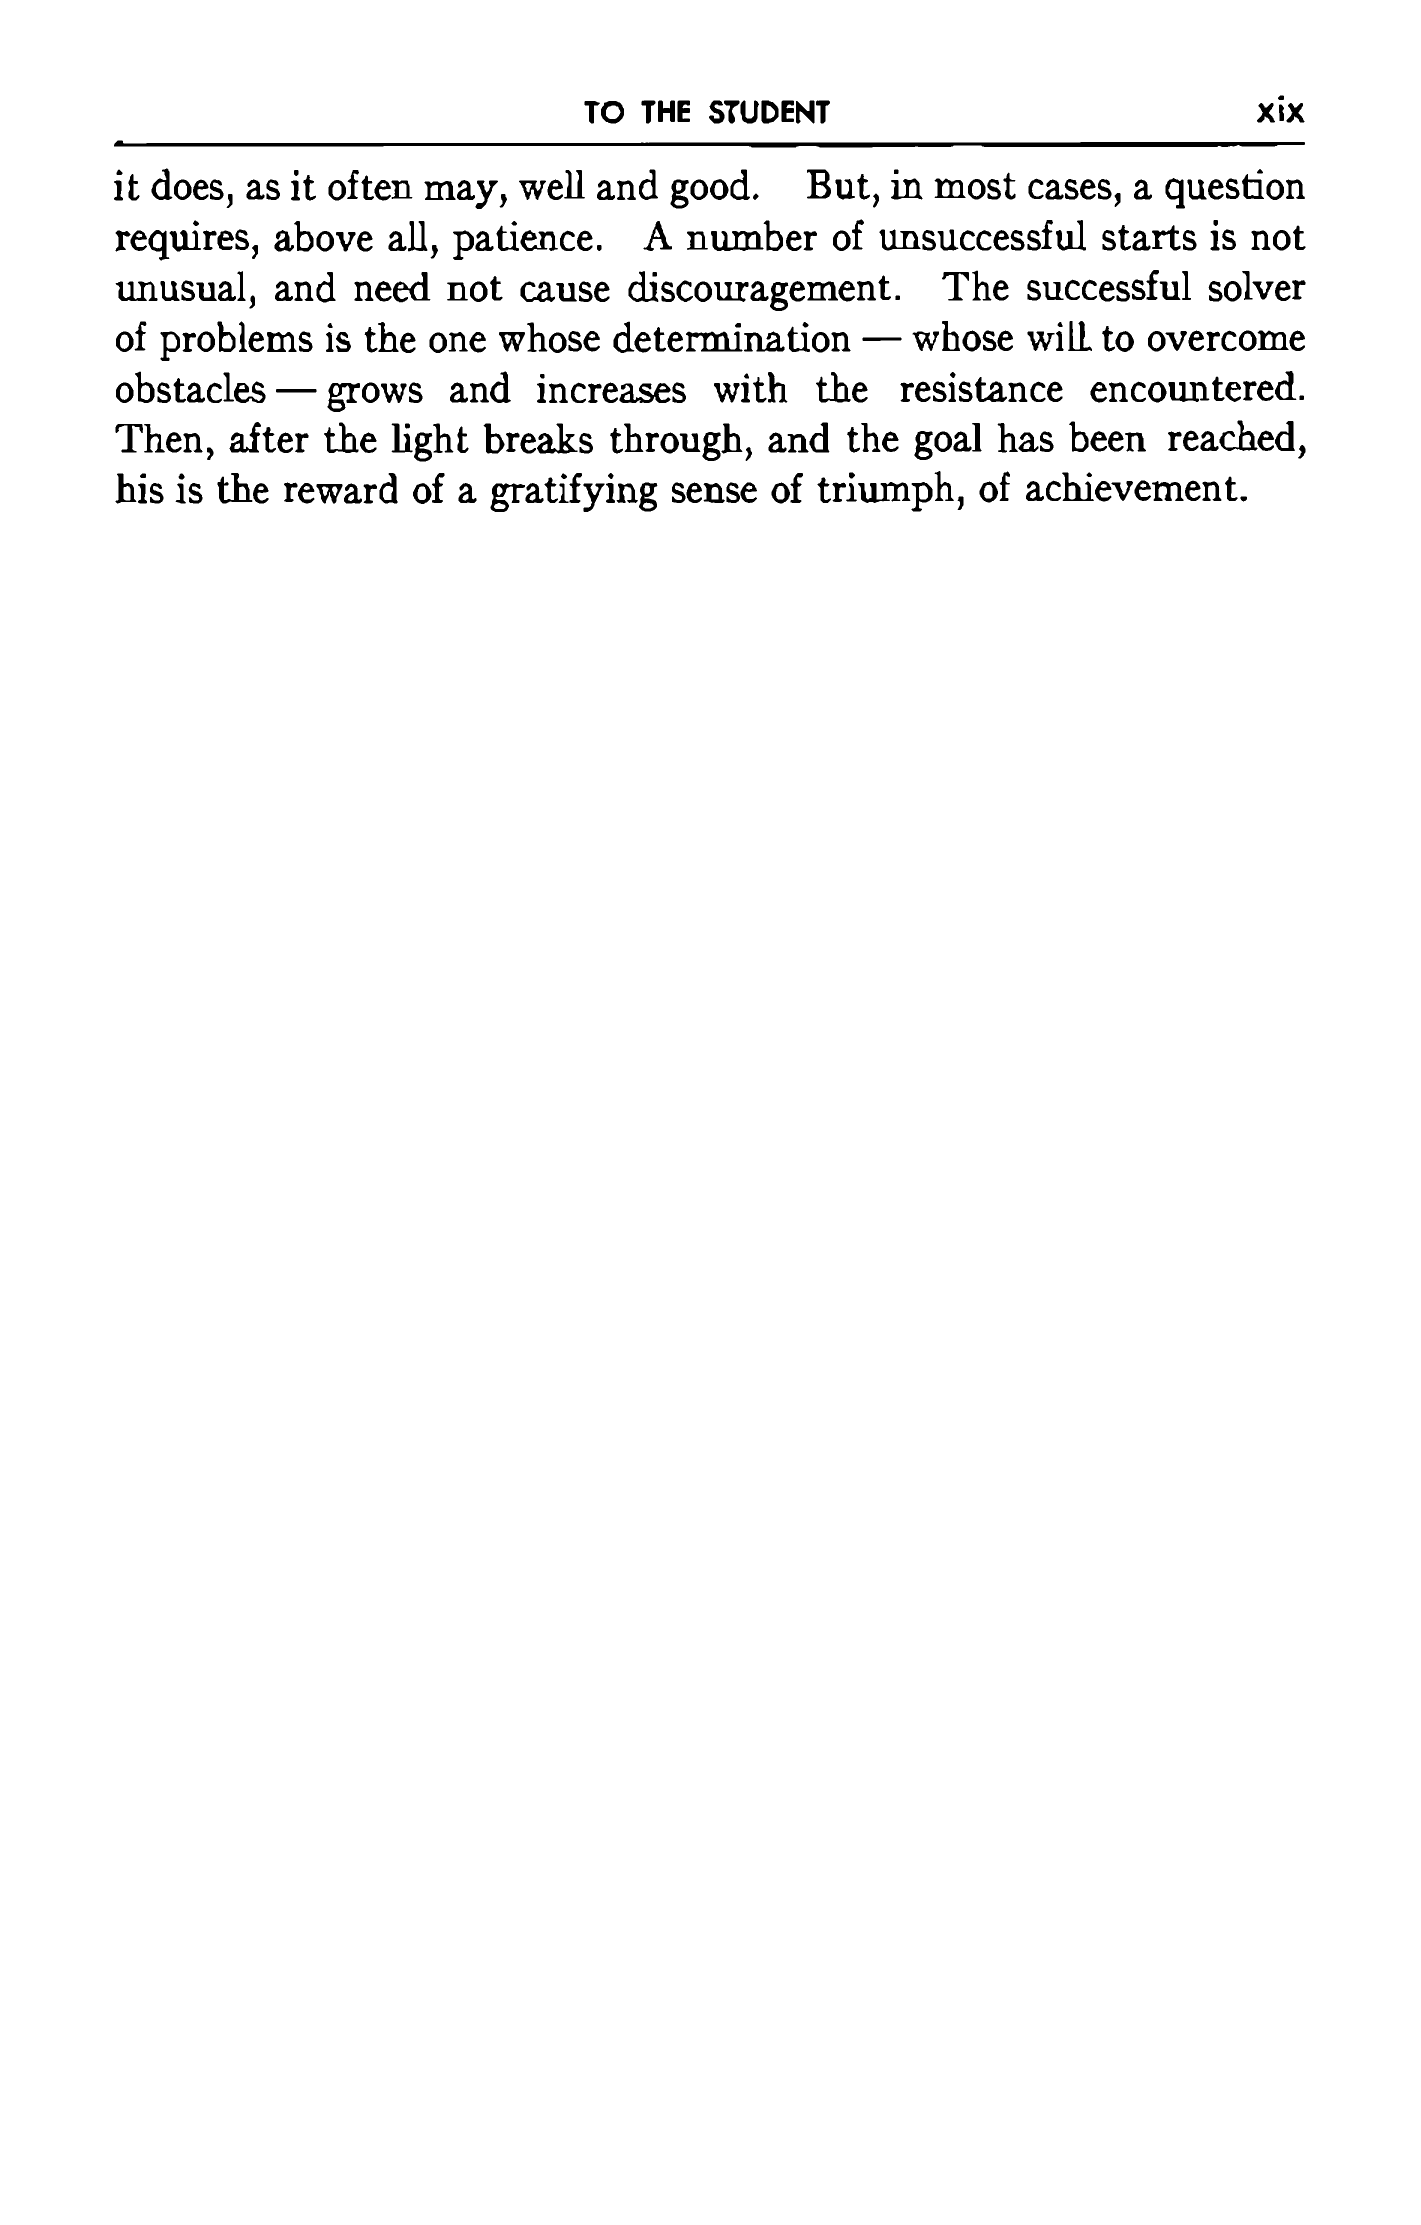 TO THE STUDENT xix
it does, as it often may, well and good. But, in most cases, a question
requires, above all, patience. A number of unsuccessful starts is not
unusual, and need not cause discouragement. The successful solver
of problems is the one whose determination — whose will to overcome
obstacles — grows and increases with the resistance encountered.
Then, after the light breaks through, and the goal has been reached,
his is the reward of a gratifying sense of triumph, of achievement.